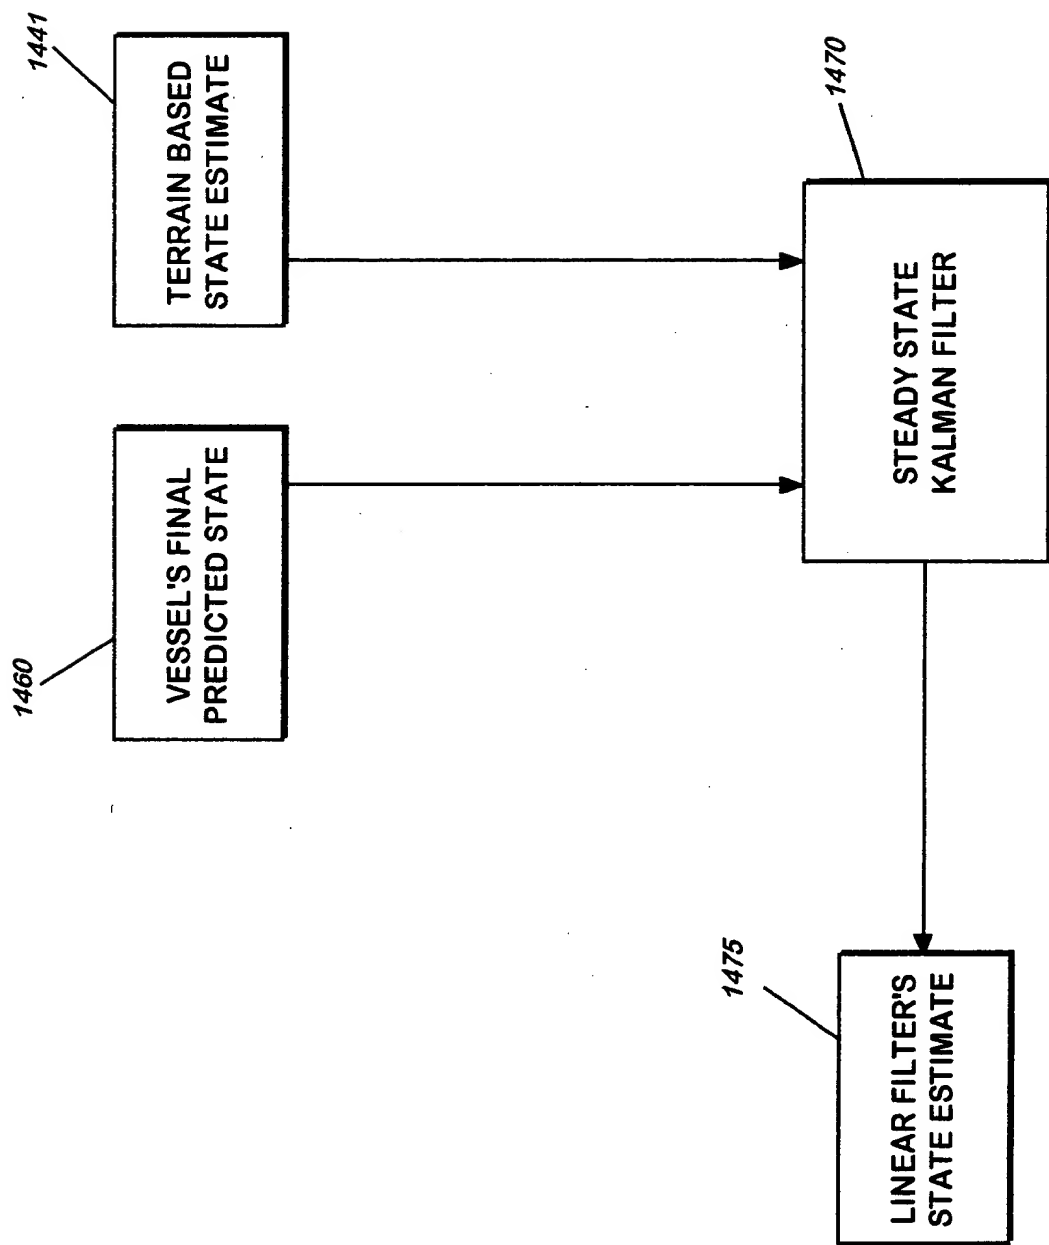 1441
TERRAIN BASED
STATE ESTIMATE
1460
VESSEL'S FINAL
PREDICTED STATE
1470
STEADY STATE
KALMAN FILTER
1475
LINEAR FILTER'S
STATE ESTIMATE